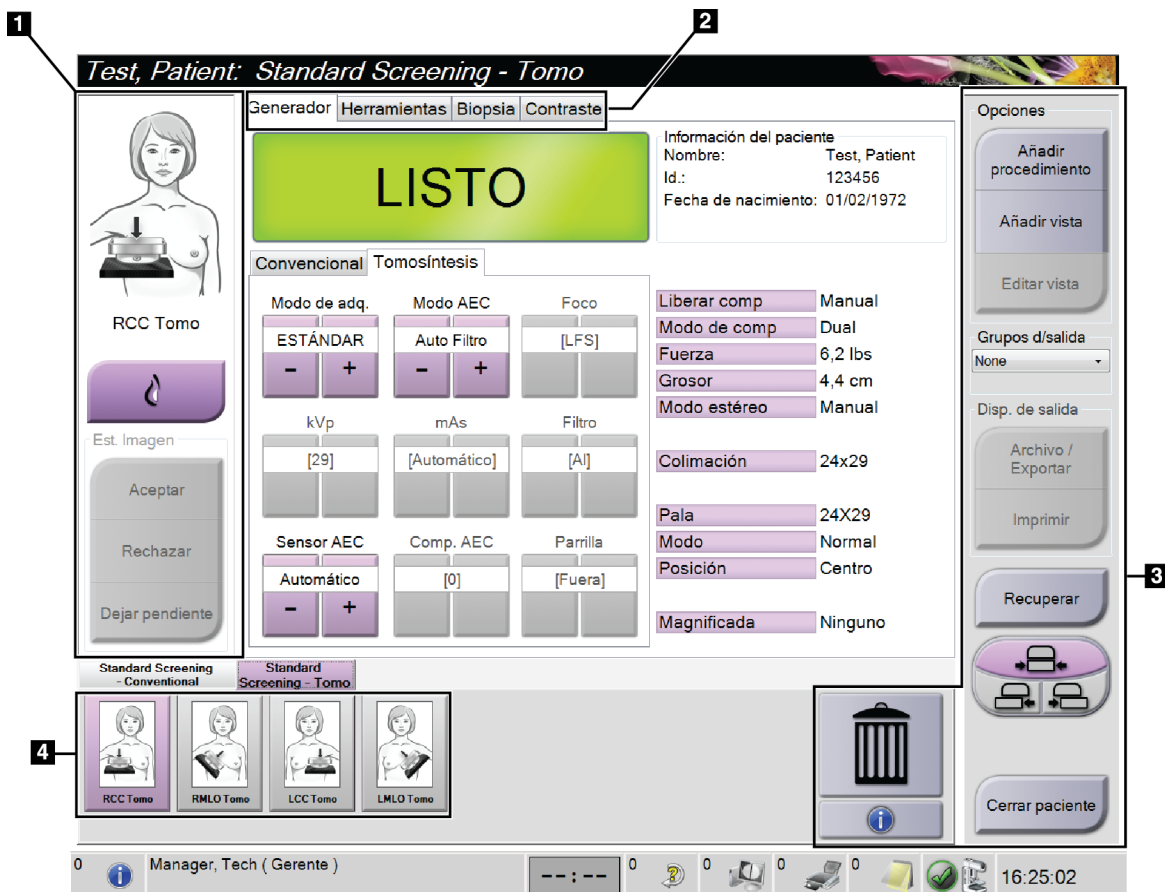 1
2
Test, Patient: Standard Screening - Tomo
Generador Herramientas Biopsia Contraste
LISTO
Información del paciente
Nombre: Test, Patient
Id.: 123456
Fecha de nacimiento: 01/02/1972
RCC Tomo
Est. Imagen
Aceptar
Rechazar
Dejar pendiente
Convencional Tomosíntesis
Modo de adq. Modo AEC Foco
ESTÁNDAR Auto Filtro [LFS]
- + - +
kVp mAs Filtro
[29] [Automático] [Al]
Sensor AEC Comp. AEC Parrilla
Automático [0] [Fuera]
- +
Liberar comp Manual
Modo de comp Dual
Fuerza 6,2 lbs
Grosor 4,4 cm
Modo estéreo Manual
Colimación 24x29
Pala 24X29
Modo Normal
Posición Centro
Magnificada Ninguno
Opciones
Añadir
procedimiento
Añadir vista
Editar vista
Grupos d/salida
None
Disp. de salida
Archivo /
Exportar
Imprimir
Recuperar
Cerrar paciente
3
Standard Screening
- Conventional
Standard
Screening - Tomo
4
RCC Tomo RMLO Tomo LCC Tomo LMLO Tomo
i
0 i Manager, Tech ( Gerente ) --:-- 0 ? 0 0 0 16:25:02